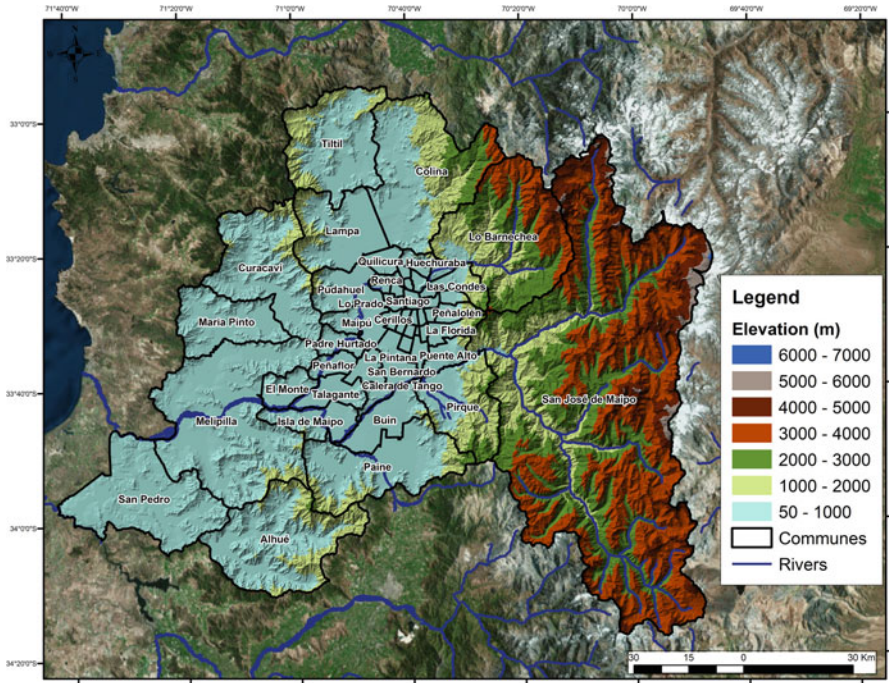 71°40'0"W 71°20'0"W 71°0'0"W 70°40'0"W 70°20'0"W 70°0'0"W 69°40'0"W 69°20'0"W
33°0'0"S
33°20'0"S
33°40'0"S
34°0'0"S
34°20'0"S
Tiltil
Colina
Lampa
Lo Barnechea
Curacaví
Quilicura
Huechuraba
Renca
Las Condes
Pudahuel
Lo Prado
Santiago
Maria Pinto
Maipú
Cerillos
Peñalolén
La Florida
Padre Hurtado
Peñaflor
La Pintana
Puente Alto
San Bernardo
El Monte
Talagante
Calera de Tango
San José de Maipo
Melipilla
Isla de Maipo
Buin
Pirque
Paine
San Pedro
Alhué
Legend
Elevation (m)
6000 - 7000
5000 - 6000
4000 - 5000
3000 - 4000
2000 - 3000
1000 - 2000
50 - 1000
Communes
Rivers
30 15 0 30 Km